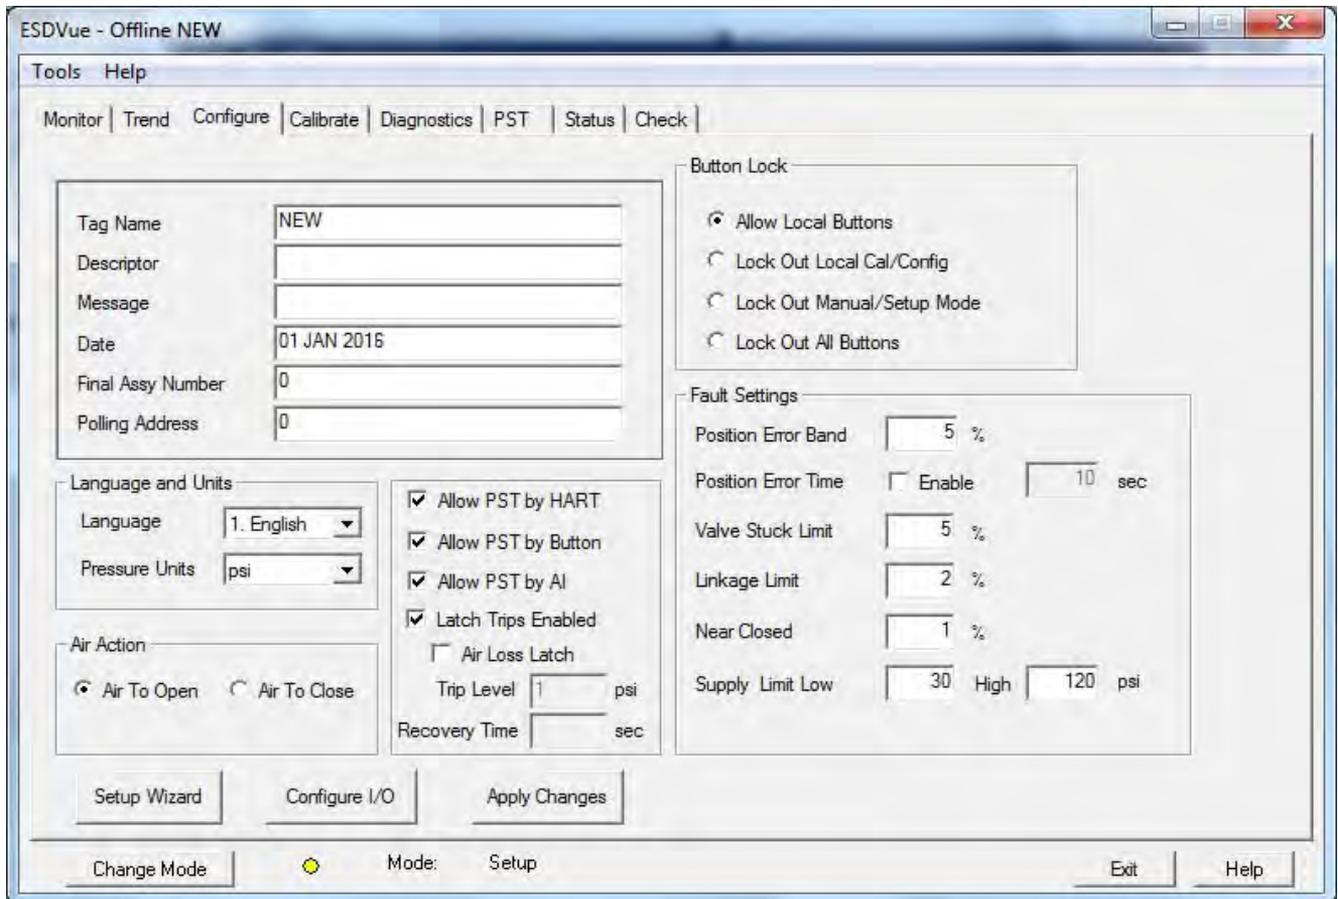 ESDVue - Offline NEW
Tools Help
Monitor Trend Configure Calibrate Diagnostics PST Status Check
Tag Name NEW
Descriptor
Message
Date 01 JAN 2016
Final Assy Number 0
Polling Address 0
Button Lock
Allow Local Buttons
Lock Out Local Cal/Config
Lock Out Manual/Setup Mode
Lock Out All Buttons
Language and Units
Language 1. English
Pressure Units psi
Air Action
Air To Open Air To Close
Allow PST by HART
Allow PST by Button
Allow PST by AI
Latch Trips Enabled
Air Loss Latch
Trip Level 1 psi
Recovery Time sec
Fault Settings
Position Error Band 5 %
Position Error Time Enable 10 sec
Valve Stuck Limit 5 %
Linkage Limit 2 %
Near Closed 1 %
Supply Limit Low 30 High 120 psi
Setup Wizard Configure I/O Apply Changes
Change Mode Mode: Setup Exit Help